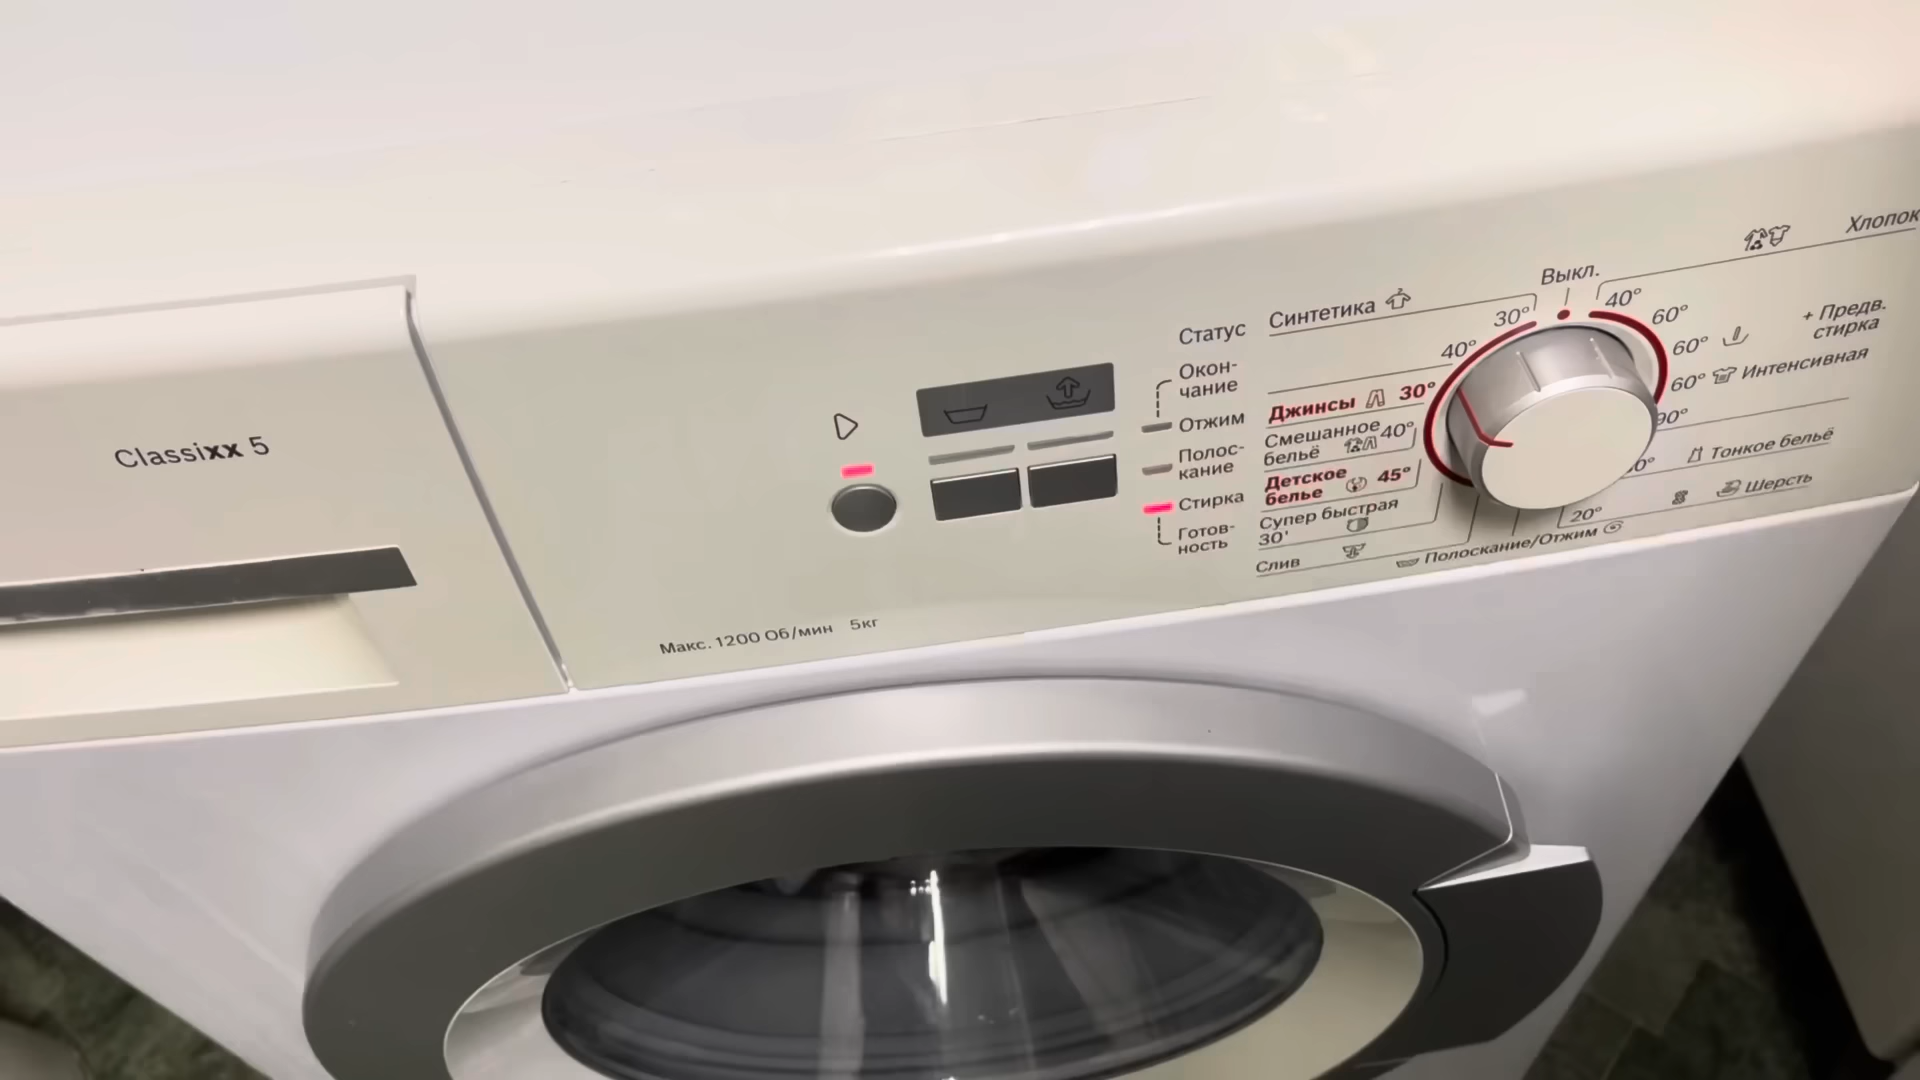 Classixx 5
Макс. 1200 Об/мин 5кг
Статус
Окон-
чание
Отжим
Полос-
кание
Стирка
Готов-
ность
Синтетика
30°
40°
Джинсы 30°
Смешанное
бельё 40°
Детское
белье 45°
Супер быстрая
30'
Слив
Полоскание/Отжим
Выкл.
Хлопок
40°
60°
60° + Предв.
стирка
60° Интенсивная
90°
Тонкое бельё
Шерсть
20°